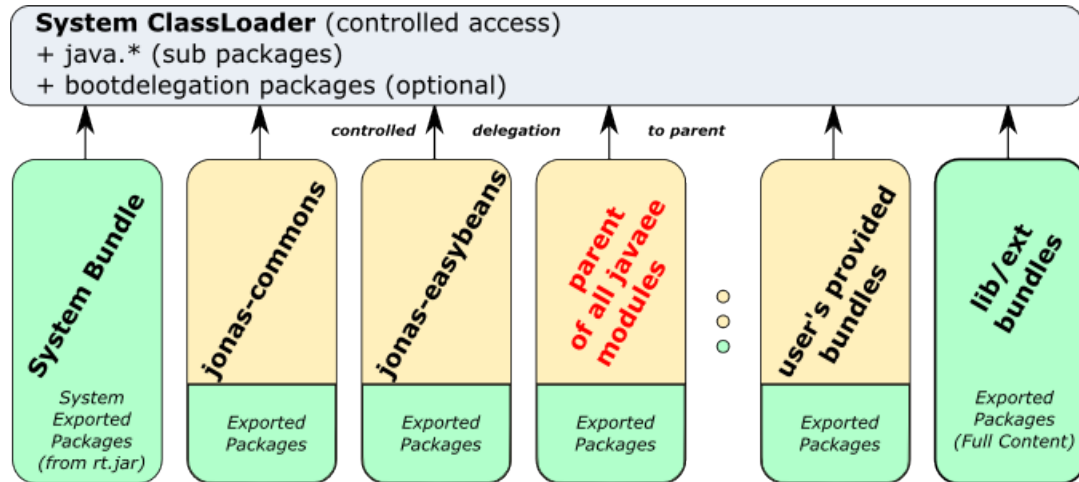 System ClassLoader (controlled access)
+ java.* (sub packages)
+ bootdelegation packages (optional)
controlled delegation to parent
System Bundle
System
Exported
Packages
(from rt.jar)
jonas-commons
Exported
Packages
jonas-easybeans
Exported
Packages
parent
of all javaee
modules
Exported
Packages
user's provided
bundles
Exported
Packages
lib/ext
bundles
Exported
Packages
(Full Content)